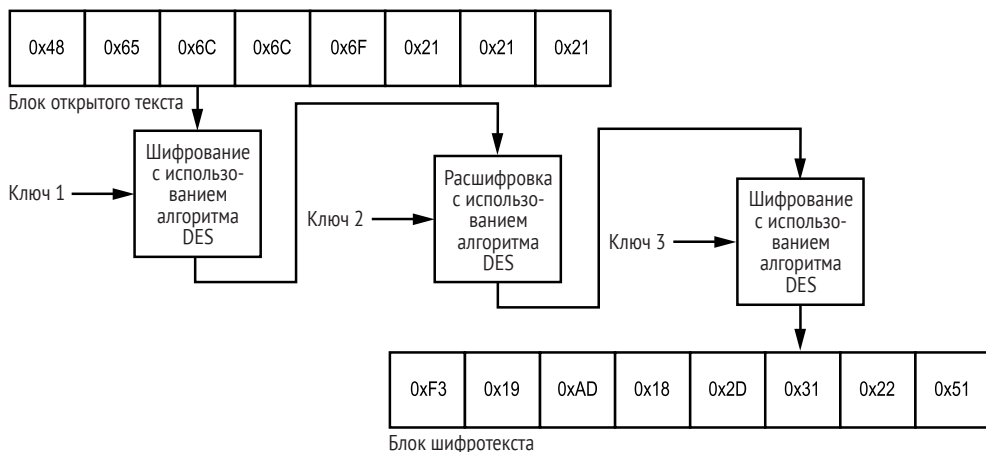 0x48 0x65 0x6C 0x6C 0x6F 0x21 0x21 0x21
Блок открытого текста
Ключ 1
Шифрование
с использо-
ванием
алгоритма
DES
Ключ 2
Расшифровка
с использо-
ванием
алгоритма
DES
Ключ 3
Шифрование
с использо-
ванием
алгоритма
DES
0xF3 0x19 0xAD 0x18 0x2D 0x31 0x22 0x51
Блок шифротекста